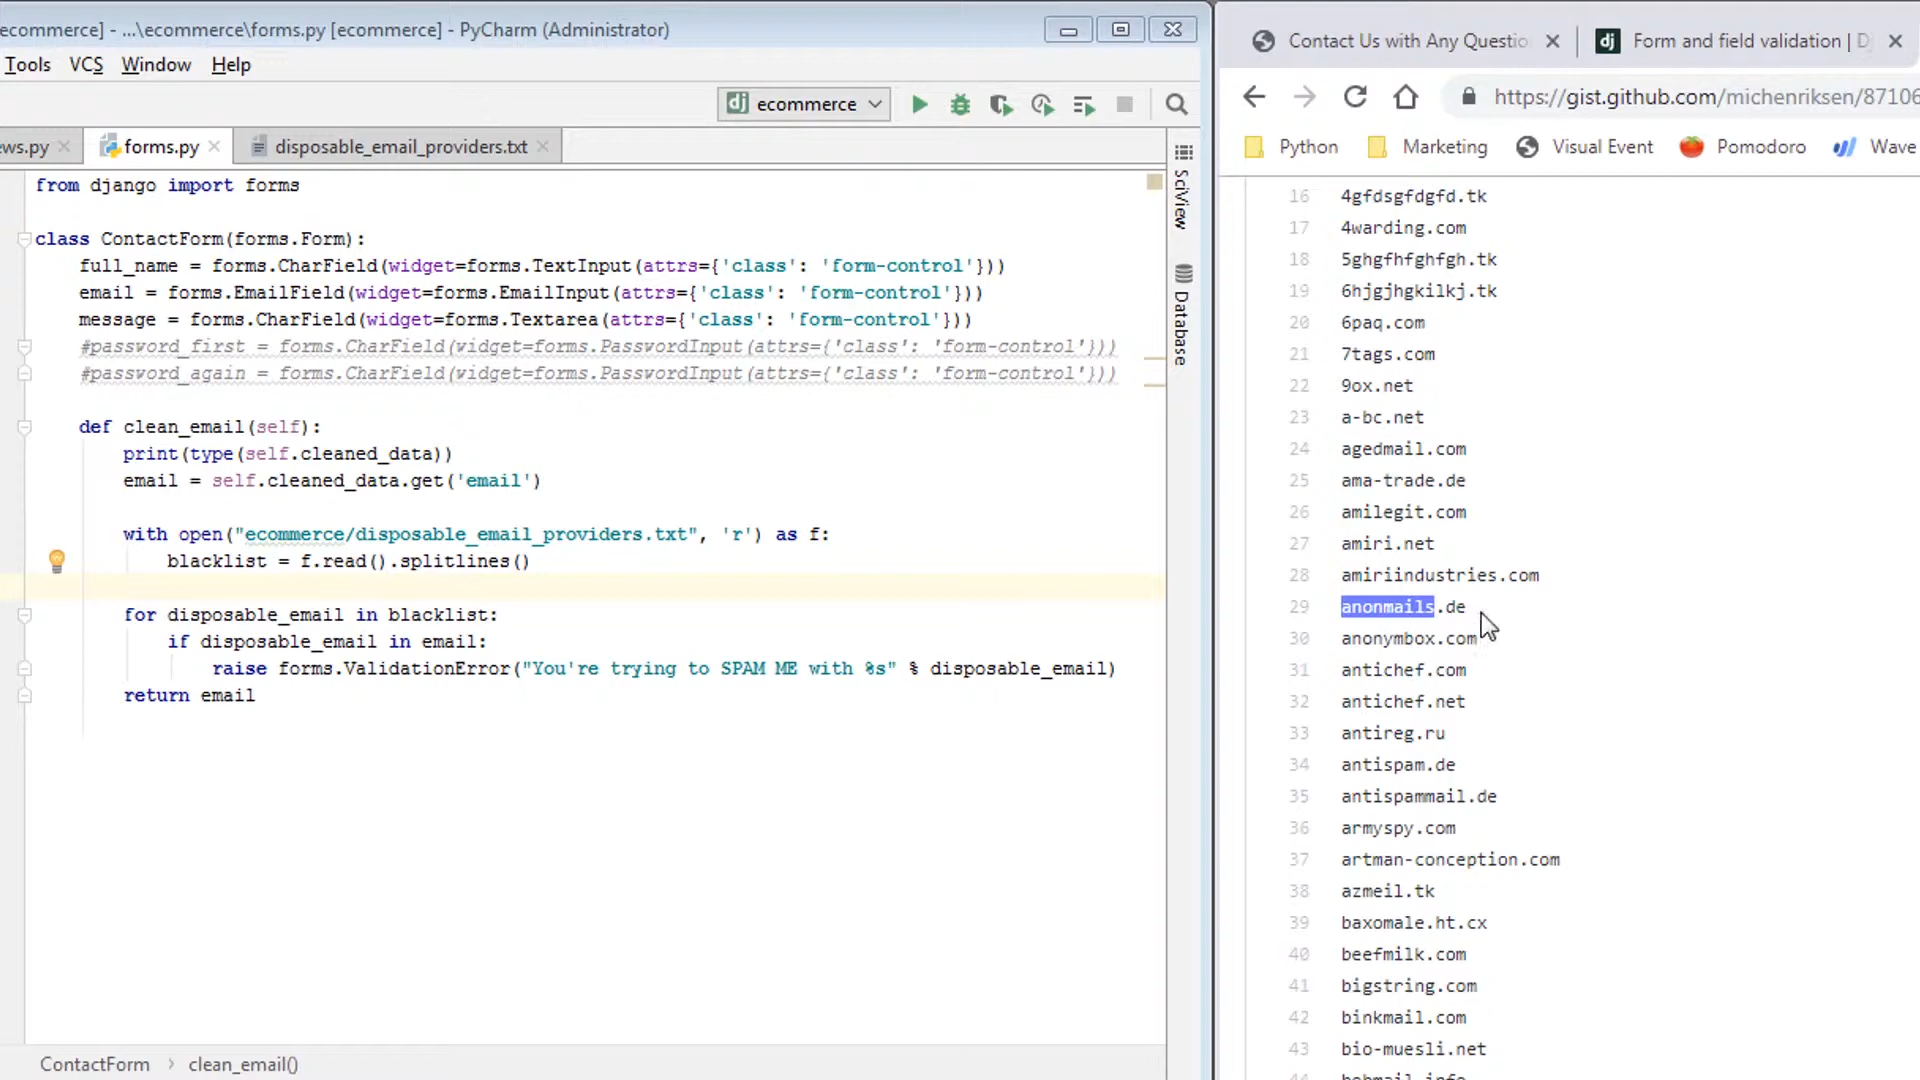 ecommerce] - ...\ecommerce\forms.py [ecommerce] - PyCharm (Administrator)
Tools VCS Window Help
ecommerce
ws.py
forms.py
disposable_email_providers.txt
from django import forms
class ContactForm(forms.Form):
full_name = forms.CharField(widget=forms.TextInput(attrs={'class': 'form-control'}))
email = forms.EmailField(widget=forms.EmailInput(attrs={'class': 'form-control'}))
message = forms.CharField(widget=forms.Textarea(attrs={'class': 'form-control'}))
#password_first = forms.CharField(widget=forms.PasswordInput(attrs={'class': 'form-control'}))
#password_again = forms.CharField(widget=forms.PasswordInput(attrs={'class': 'form-control'}))
def clean_email(self):
print(type(self.cleaned_data))
email = self.cleaned_data.get('email')
with open("ecommerce/disposable_email_providers.txt", 'r') as f:
blacklist = f.read().splitlines()
for disposable_email in blacklist:
if disposable_email in email:
raise forms.ValidationError("You're trying to SPAM ME with %s" % disposable_email)
return email
ContactForm > clean_email()
SciView
Database
Contact Us with Any Questio
dj Form and field validation | D
https://gist.github.com/michenriksen/87106
Python Marketing Visual Event Pomodoro Wave
16 4gfdsgfdgfd.tk
17 4warding.com
18 5ghgfhfghfgh.tk
19 6hjgjhgkilkj.tk
20 6paq.com
21 7tags.com
22 9ox.net
23 a-bc.net
24 agedmail.com
25 ama-trade.de
26 amilegit.com
27 amiri.net
28 amiriindustries.com
29 anonmails.de
30 anonymbox.com
31 antichef.com
32 antichef.net
33 antireg.ru
34 antispam.de
35 antispammail.de
36 armyspy.com
37 artman-conception.com
38 azmeil.tk
39 baxomale.ht.cx
40 beefmilk.com
41 bigstring.com
42 binkmail.com
43 bio-muesli.net